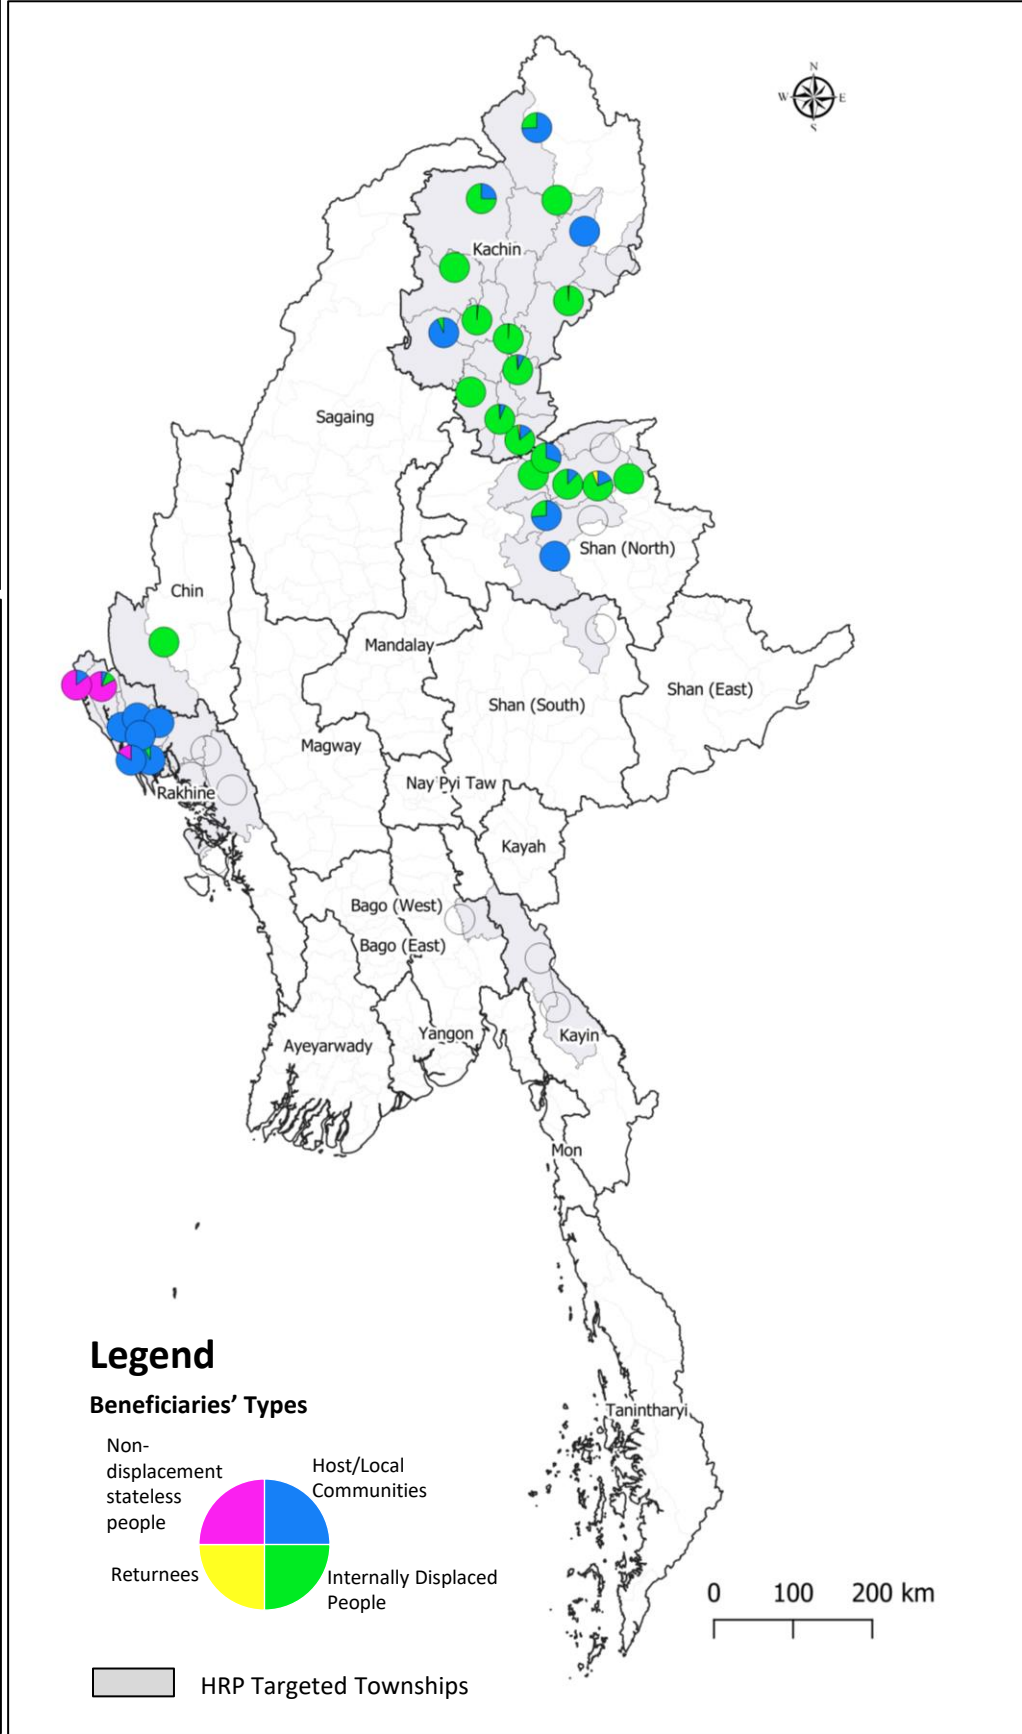 N
W
E
S
Kachin
Sagaing
Shan (North)
Chin
Mandalay
Shan (East)
Shan (South)
Magway
Nay Pyi Taw
Rakhine
Kayah
Bago (West)
Bago (East)
Yangon
Kayin
Ayeyarwady
Mon
Tanintharyi
Legend
Beneficiaries’ Types
Non-
displacement
stateless
people
Host/Local
Communities
Returnees
Internally Displaced
People
0 100 200 km
HRP Targeted Townships